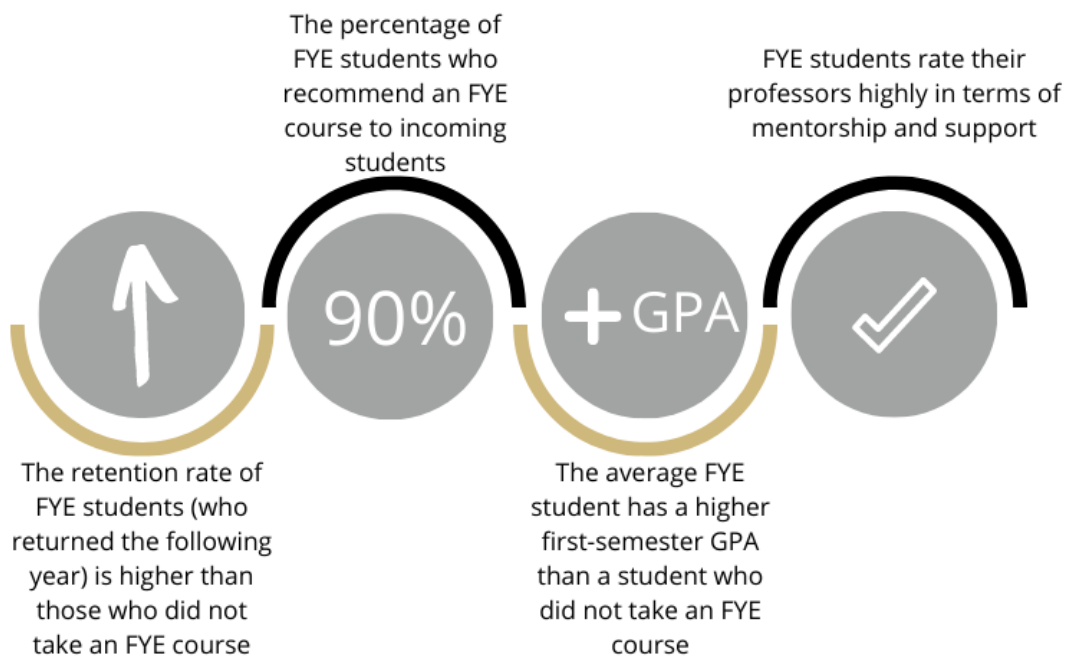 The percentage of
FYE students who
recommend an FYE
course to incoming
students
FYE students rate their
professors highly in terms of
mentorship and support
90%
+ GPA
The retention rate of
FYE students (who
returned the following
year) is higher than
those who did not
take an FYE course
The average FYE
student has a higher
first-semester GPA
than a student who
did not take an FYE
course